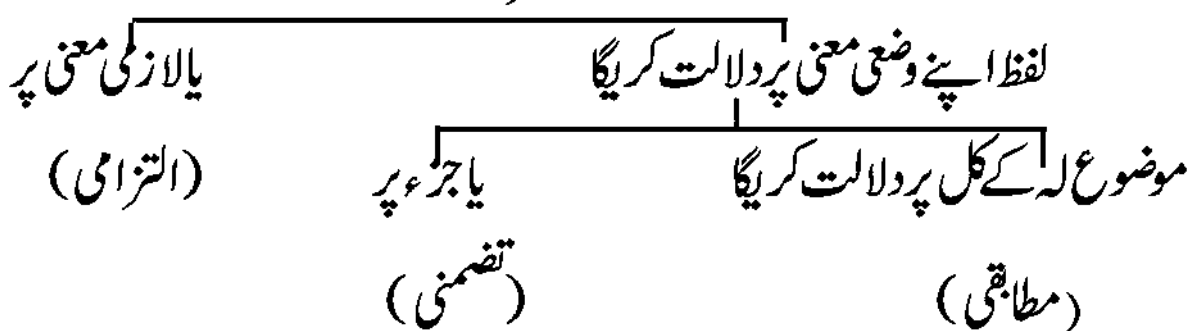 لفظ اپنے وضعی معنی پر دلالت کریگا یا لازمی معنی پر
موضوع لہ کے کل پر دلالت کریگا یا جزء پر (التزامی)
(مطابقی) (تضمنی)